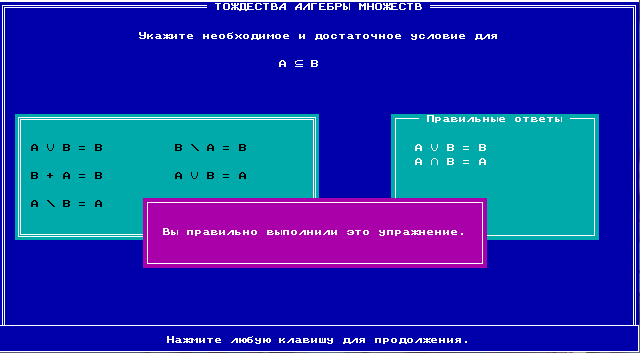 ТОЖДЕСТВА АЛГЕБРЫ МНОЖЕСТВ
Укажите необходимое и достаточное условие для
A ⊆ B
A ∪ B = B
B \ A = B
B + A = B
A ∪ B = A
A \ B = A
Правильные ответы
A ∪ B = B
A ∩ B = A
Вы правильно выполнили это упражнение.
Нажмите любую клавишу для продолжения.